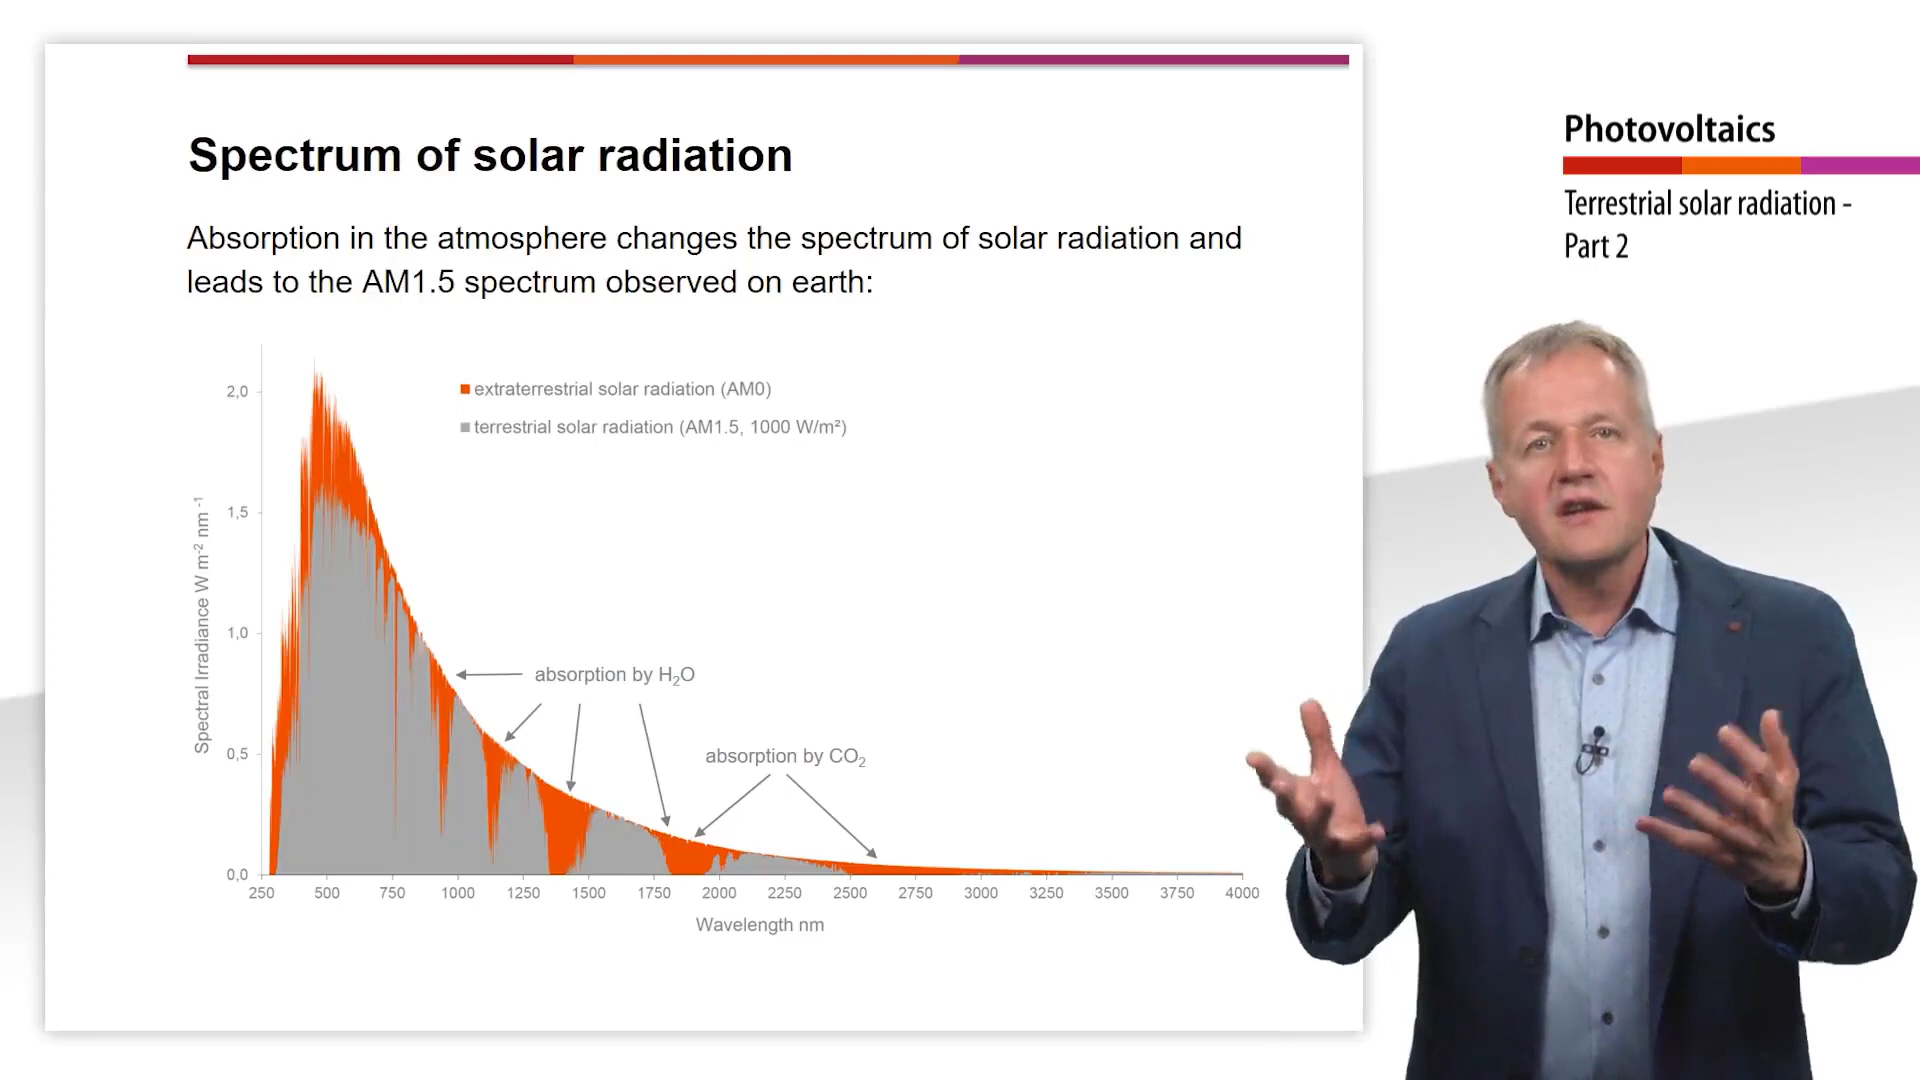 Photovoltaics
Terrestrial solar radiation -
Part 2
Spectrum of solar radiation
Absorption in the atmosphere changes the spectrum of solar radiation and
leads to the AM1.5 spectrum observed on earth:
extraterrestrial solar radiation (AM0)
terrestrial solar radiation (AM1.5, 1000 W/m²)
Spectral Irradiance W m⁻² nm ⁻¹
2,0
1,5
1,0
0,5
0,0
absorption by H₂O
absorption by CO₂
250 500 750 1000 1250 1500 1750 2000 2250 2500 2750 3000 3250 3500 3750 4000
Wavelength nm